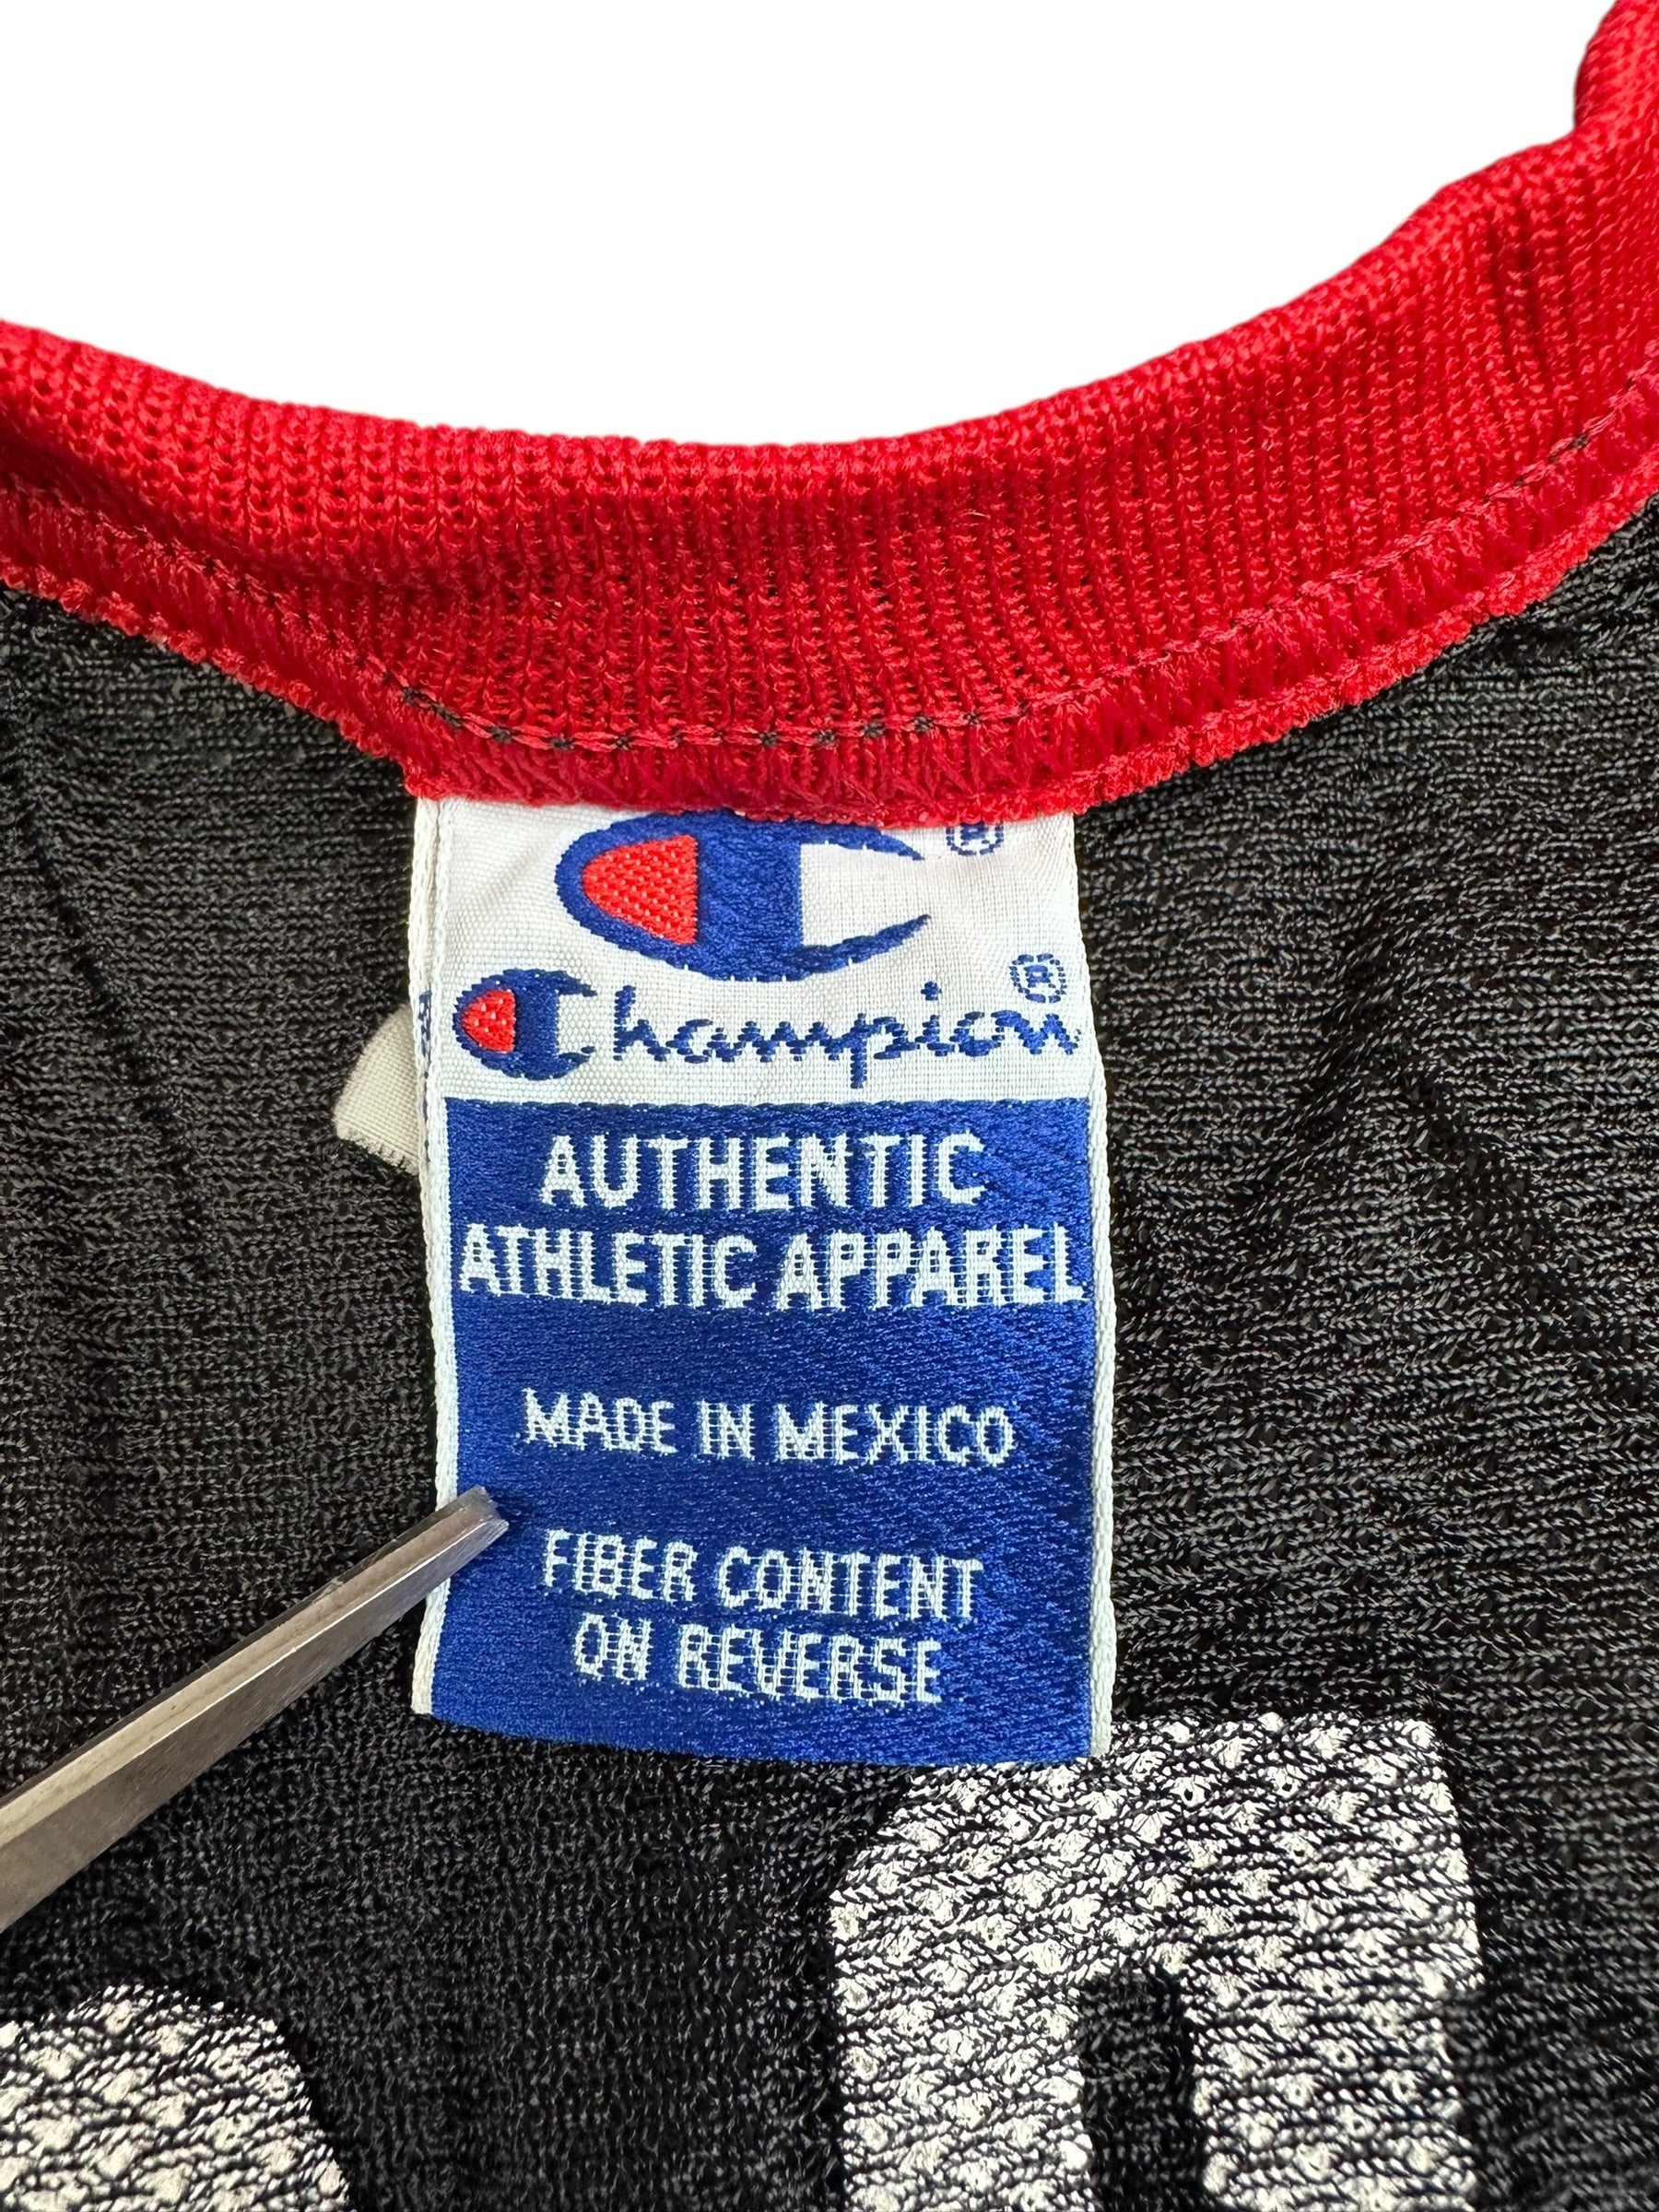 ®
Champion®
AUTHENTIC
ATHLETIC APPAREL
MADE IN MEXICO
FIBER CONTENT
ON REVERSE